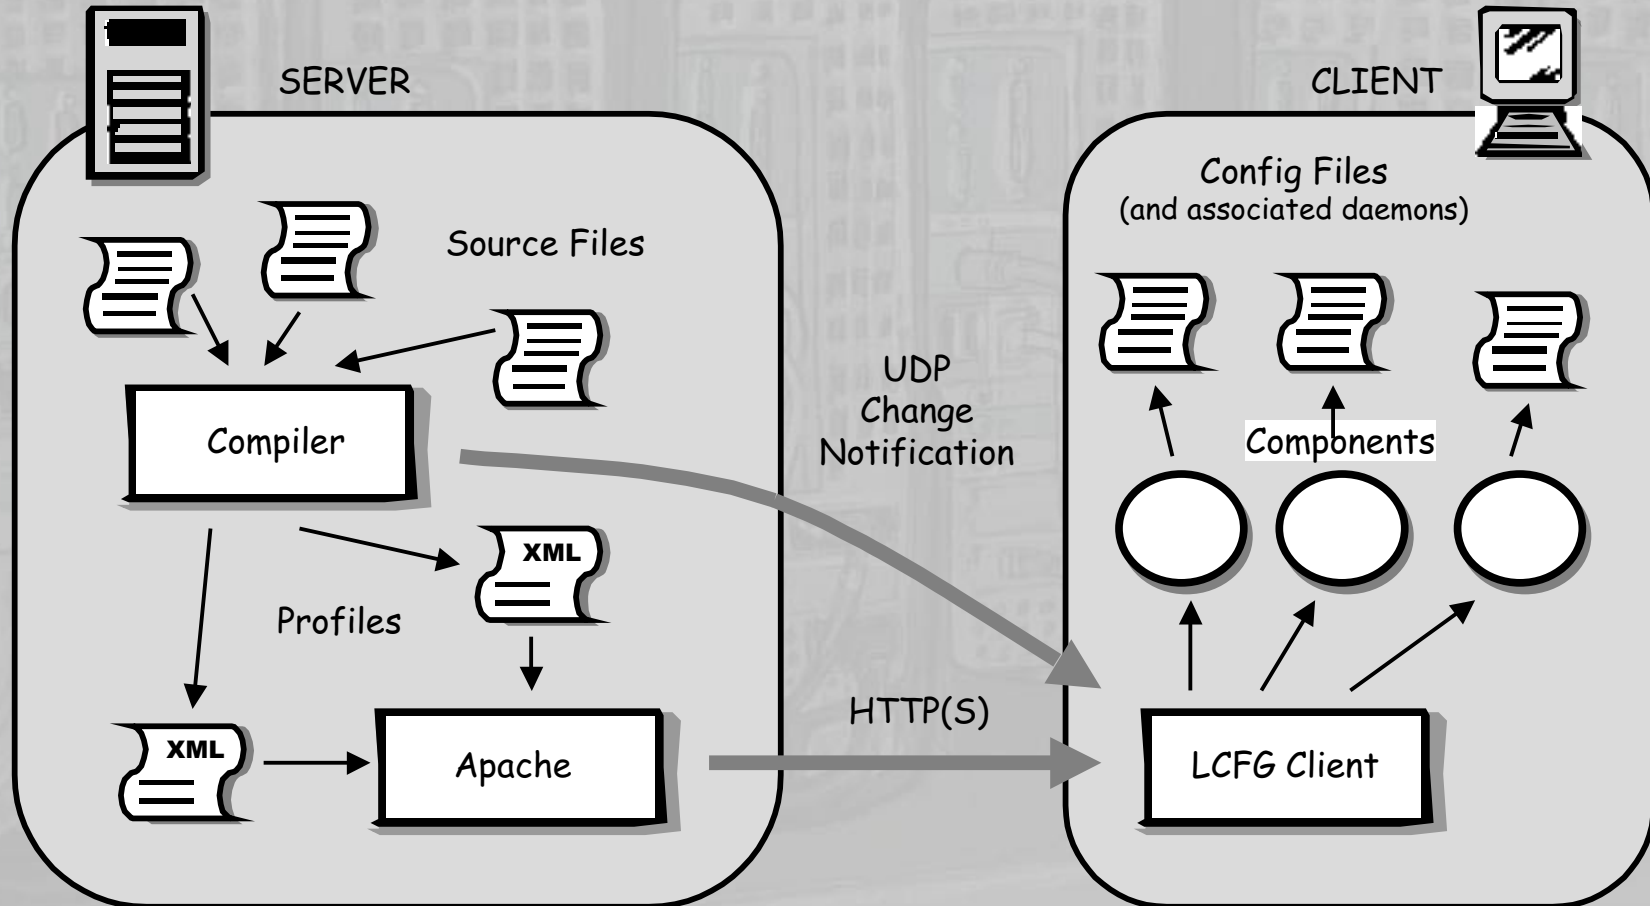 SERVER
CLIENT
Config Files
(and associated daemons)
Source Files
UDP
Change
Notification
Compiler
Components
XML
Profiles
HTTP(S)
XML
Apache
LCFG Client